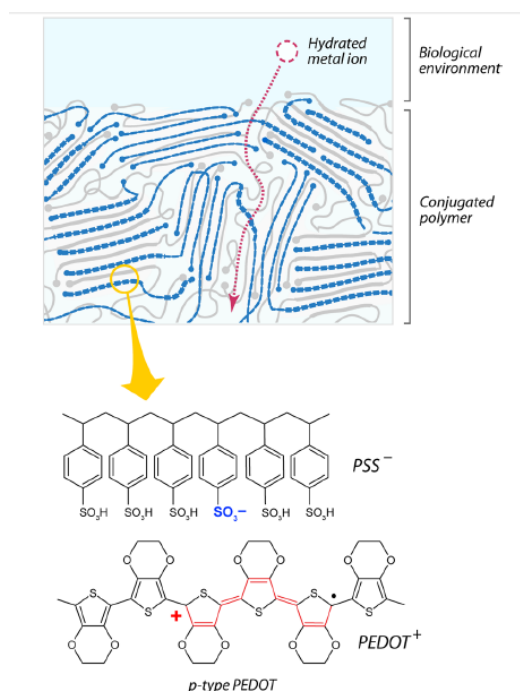 Hydrated
metal ion
Biological
environment
Conjugated
polymer
PSS−
SO3H SO3H SO3H SO3− SO3H SO3H
O O O O O O
S S S
+ •
S S S
O O O O O O
PEDOT+
p-type PEDOT